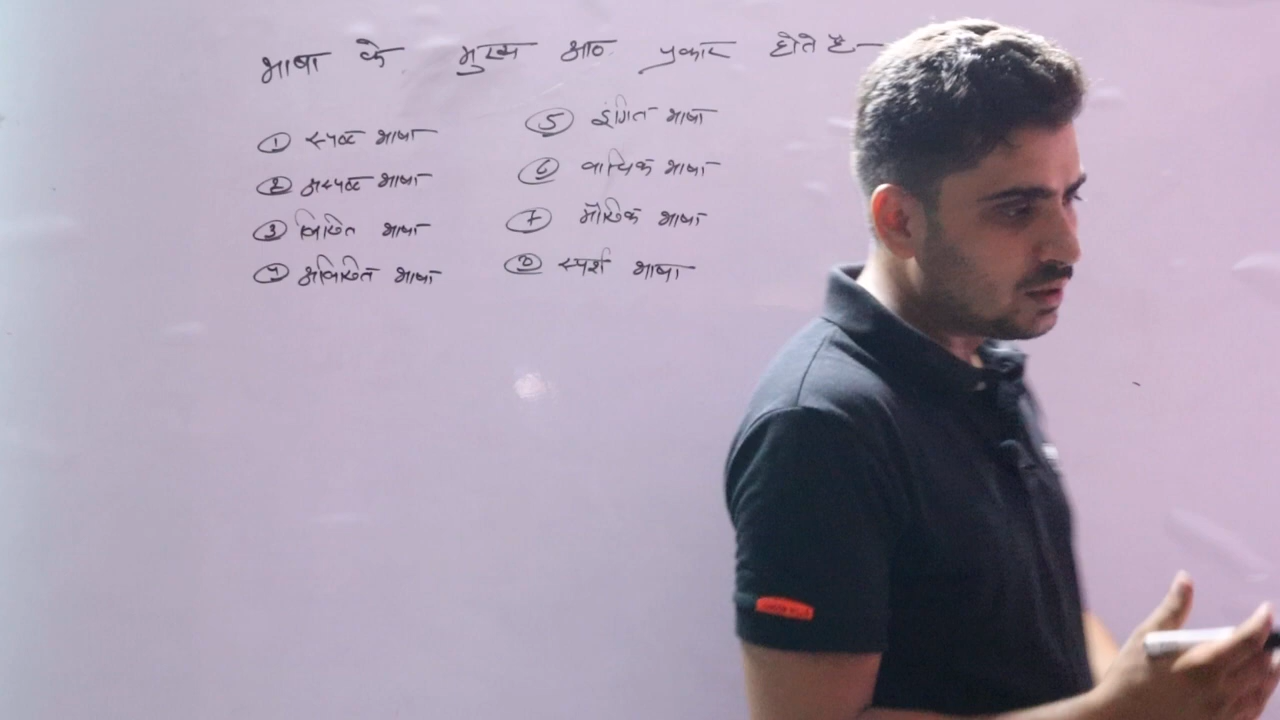 भाषा के मुख्य आठ प्रकार होते है-
① स्पष्ट भाषा
② अस्पष्ट भाषा
③ लिखित भाषा
④ अलिखित भाषा
⑤ इंगित भाषा
⑥ वाचिक भाषा
⑦ मौखिक भाषा
⑧ स्पर्श भाषा